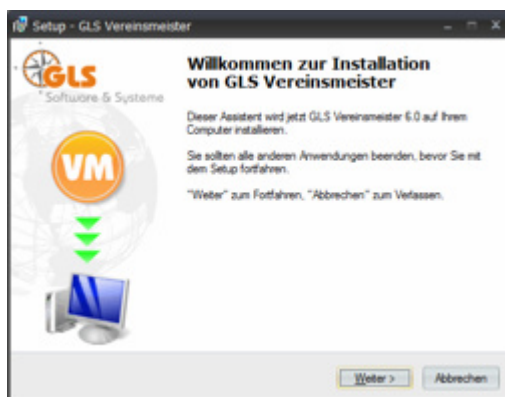 Setup - GLS Vereinsmeister
GLS
Software & Systeme
VM
Willkommen zur Installation
von GLS Vereinsmeister
Dieser Assistent wird jetzt GLS Vereinsmeister 6.0 auf Ihrem
Computer installieren.
Sie sollten alle anderen Anwendungen beenden, bevor Sie mit
dem Setup fortfahren.
"Weiter" zum Fortfahren, "Abbrechen" zum Verlassen.
Weiter >
Abbrechen